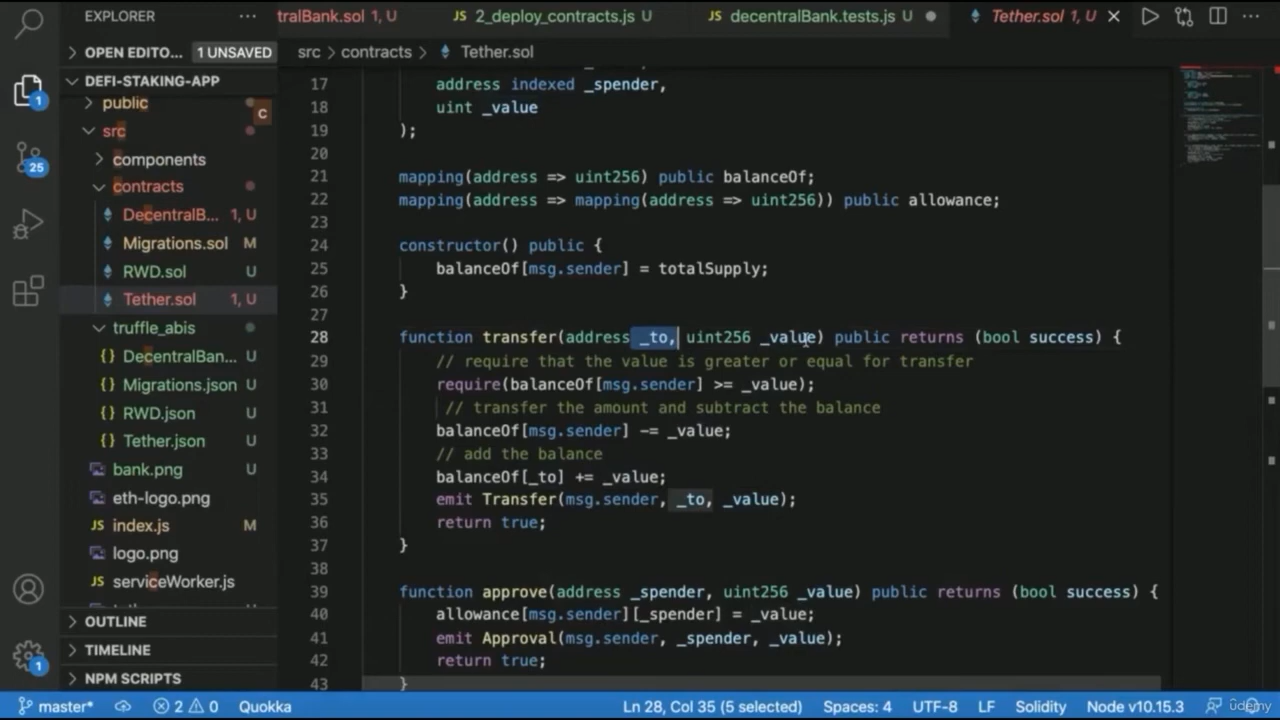 EXPLORER ...
tralBank.sol 1, U
JS 2_deploy_contracts.js U
JS decentralBank.tests.js U
Tether.sol 1, U
OPEN EDITO... 1 UNSAVED
src > contracts > Tether.sol
DEFI-STAKING-APP
public
C
src
components
contracts
DecentralB... 1, U
Migrations.sol M
RWD.sol U
Tether.sol 1, U
truffle_abis
{} DecentralBan... U
{} Migrations.json U
{} RWD.json U
{} Tether.json U
bank.png U
eth-logo.png
JS index.js M
logo.png
JS serviceWorker.js
OUTLINE
TIMELINE
NPM SCRIPTS
1
25
1
17 address indexed _spender,
18 uint _value
19 );
20
21 mapping(address => uint256) public balanceOf;
22 mapping(address => mapping(address => uint256)) public allowance;
23
24 constructor() public {
25 balanceOf[msg.sender] = totalSupply;
26 }
27
28 function transfer(address _to, uint256 _value) public returns (bool success) {
29 // require that the value is greater or equal for transfer
30 require(balanceOf[msg.sender] >= _value);
31 // transfer the amount and subtract the balance
32 balanceOf[msg.sender] -= _value;
33 // add the balance
34 balanceOf[_to] += _value;
35 emit Transfer(msg.sender, _to, _value);
36 return true;
37 }
38
39 function approve(address _spender, uint256 _value) public returns (bool success) {
40 allowance[msg.sender][_spender] = _value;
41 emit Approval(msg.sender, _spender, _value);
42 return true;
43 }
master* 2 0 Quokka Ln 28, Col 35 (5 selected) Spaces: 4 UTF-8 LF Solidity Node v10.15.3
udemy